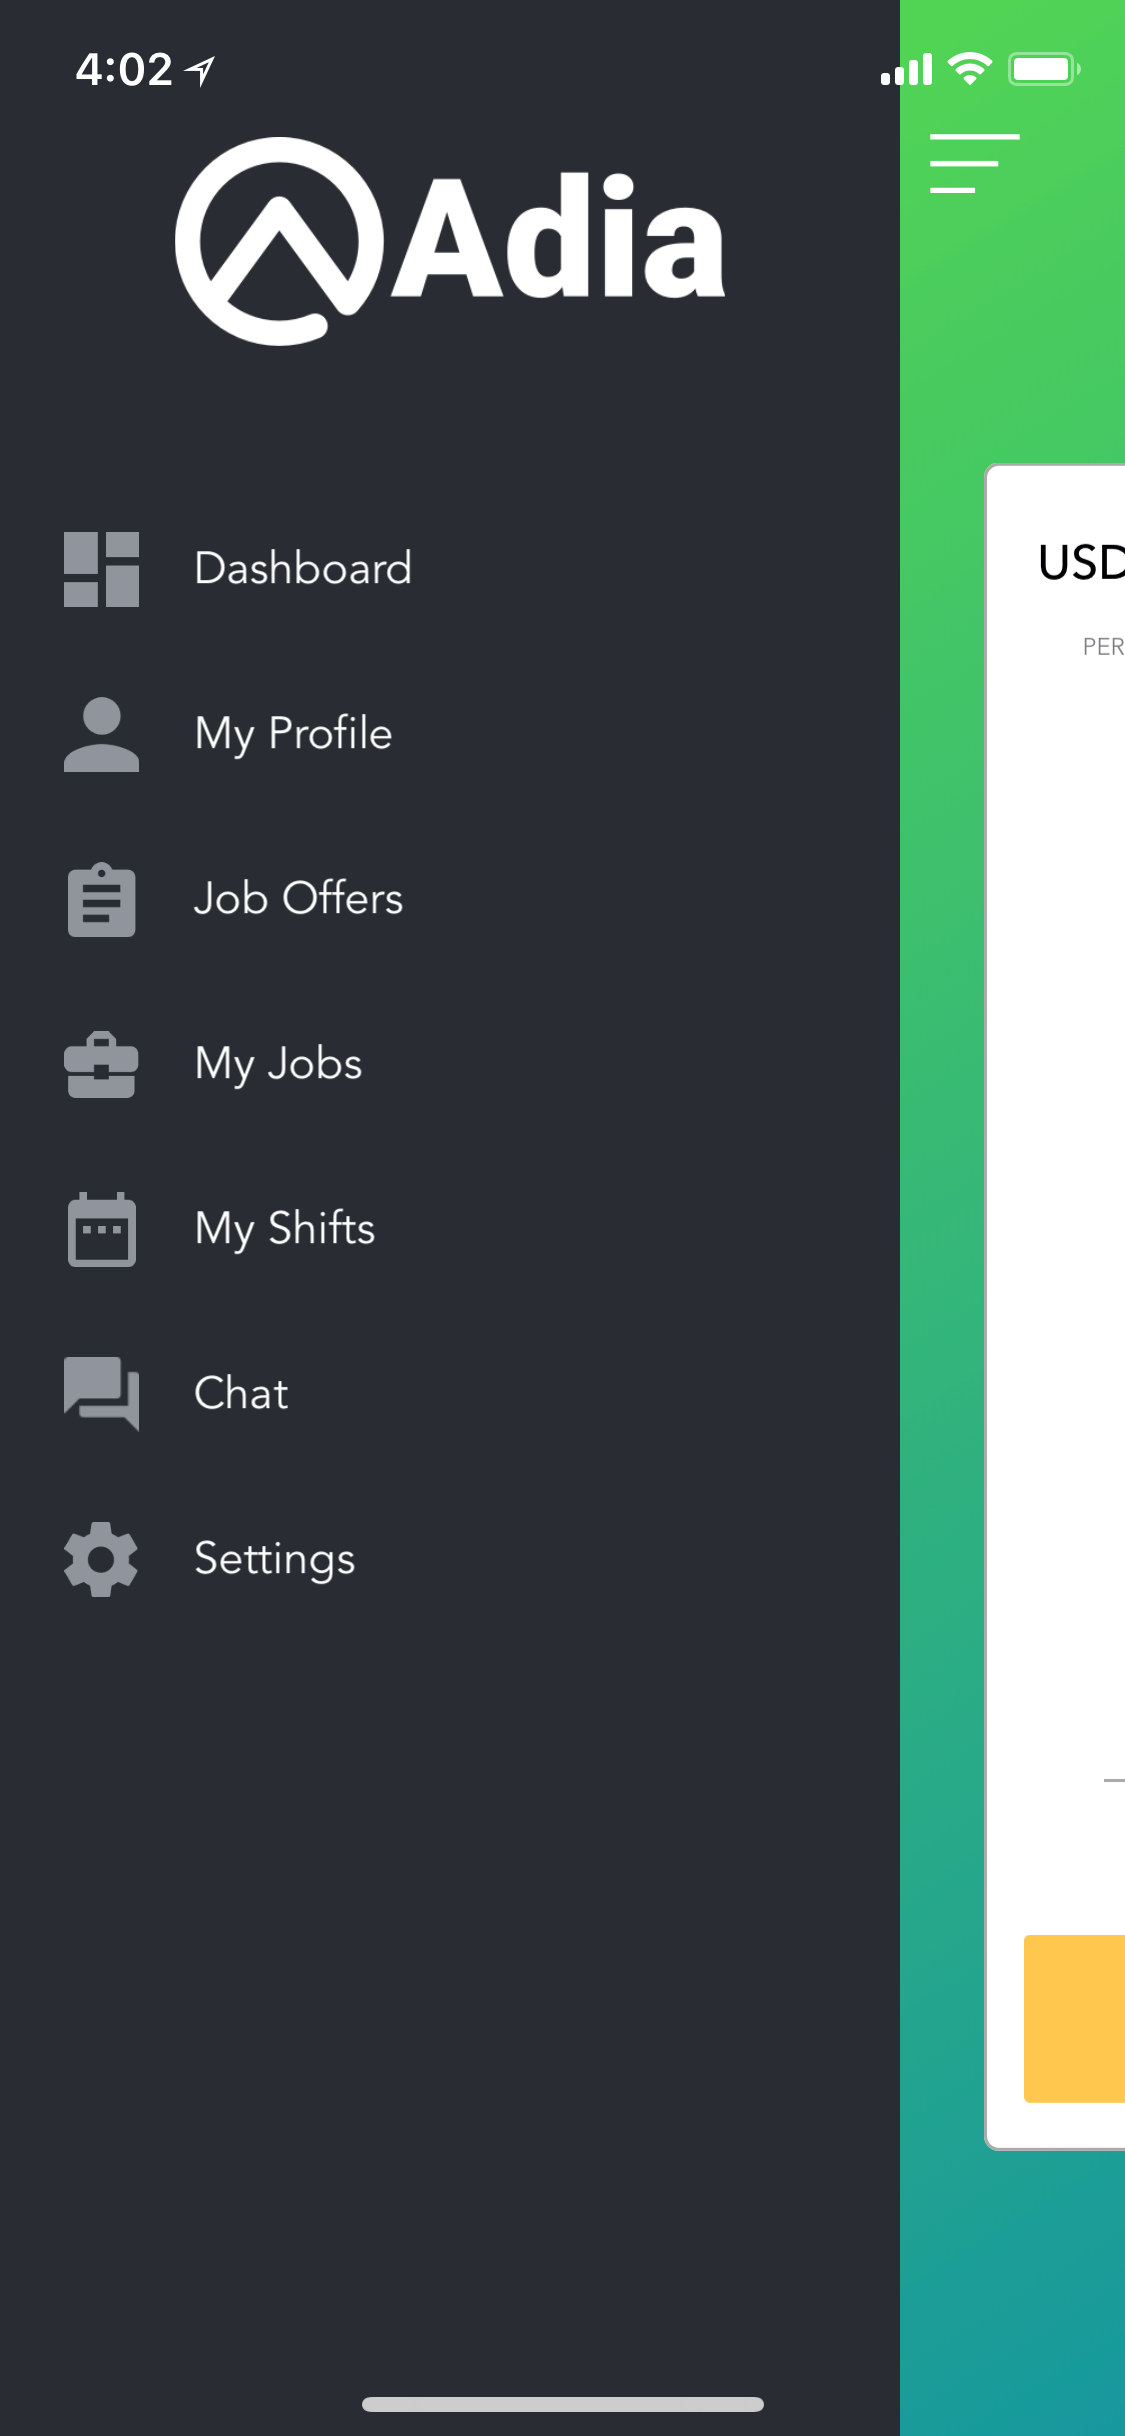 4:02
Adia
Dashboard
My Profile
Job Offers
My Jobs
My Shifts
Chat
Settings
USD
PER